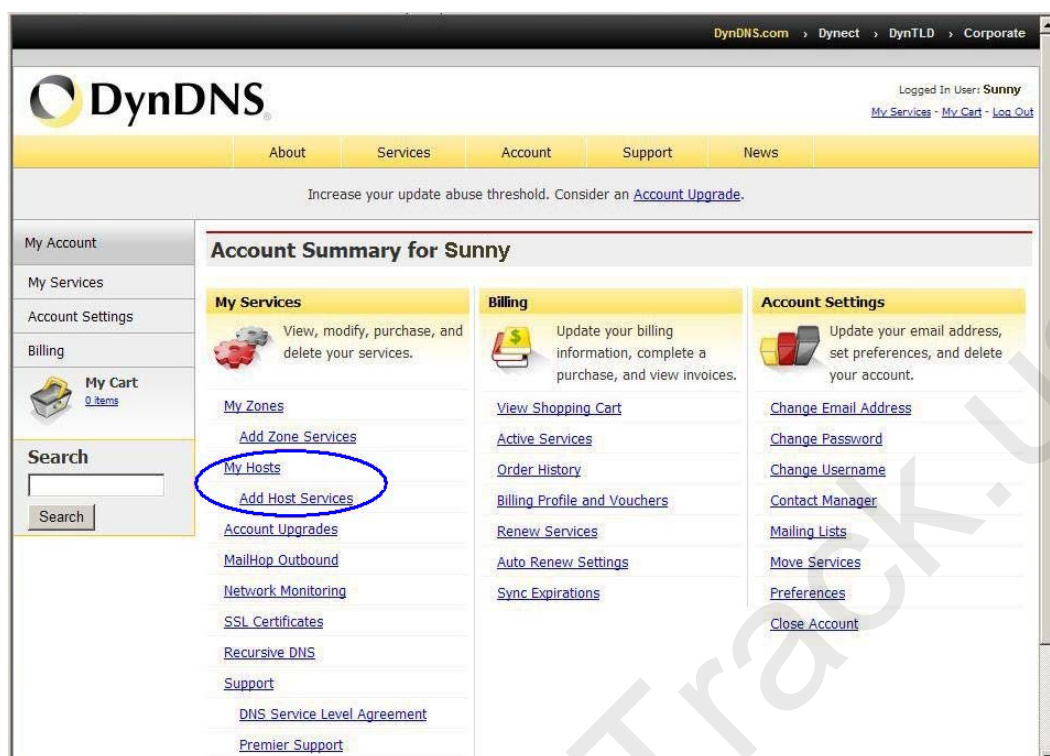 DynDNS.com › Dynect › DynTLD › Corporate
DynDNS®
Logged In User: Sunny
My Services - My Cart - Log Out
About Services Account Support News
Increase your update abuse threshold. Consider an Account Upgrade.
My Account
My Services
Account Settings
Billing
My Cart
0 items
Search
Search
Account Summary for Sunny
My Services
View, modify, purchase, and
delete your services.
My Zones
Add Zone Services
My Hosts
Add Host Services
Account Upgrades
MailHop Outbound
Network Monitoring
SSL Certificates
Recursive DNS
Support
DNS Service Level Agreement
Premier Support
Billing
Update your billing
information, complete a
purchase, and view invoices.
View Shopping Cart
Active Services
Order History
Billing Profile and Vouchers
Renew Services
Auto Renew Settings
Sync Expirations
Account Settings
Update your email address,
set preferences, and delete
your account.
Change Email Address
Change Password
Change Username
Contact Manager
Mailing Lists
Move Services
Preferences
Close Account
Track.u